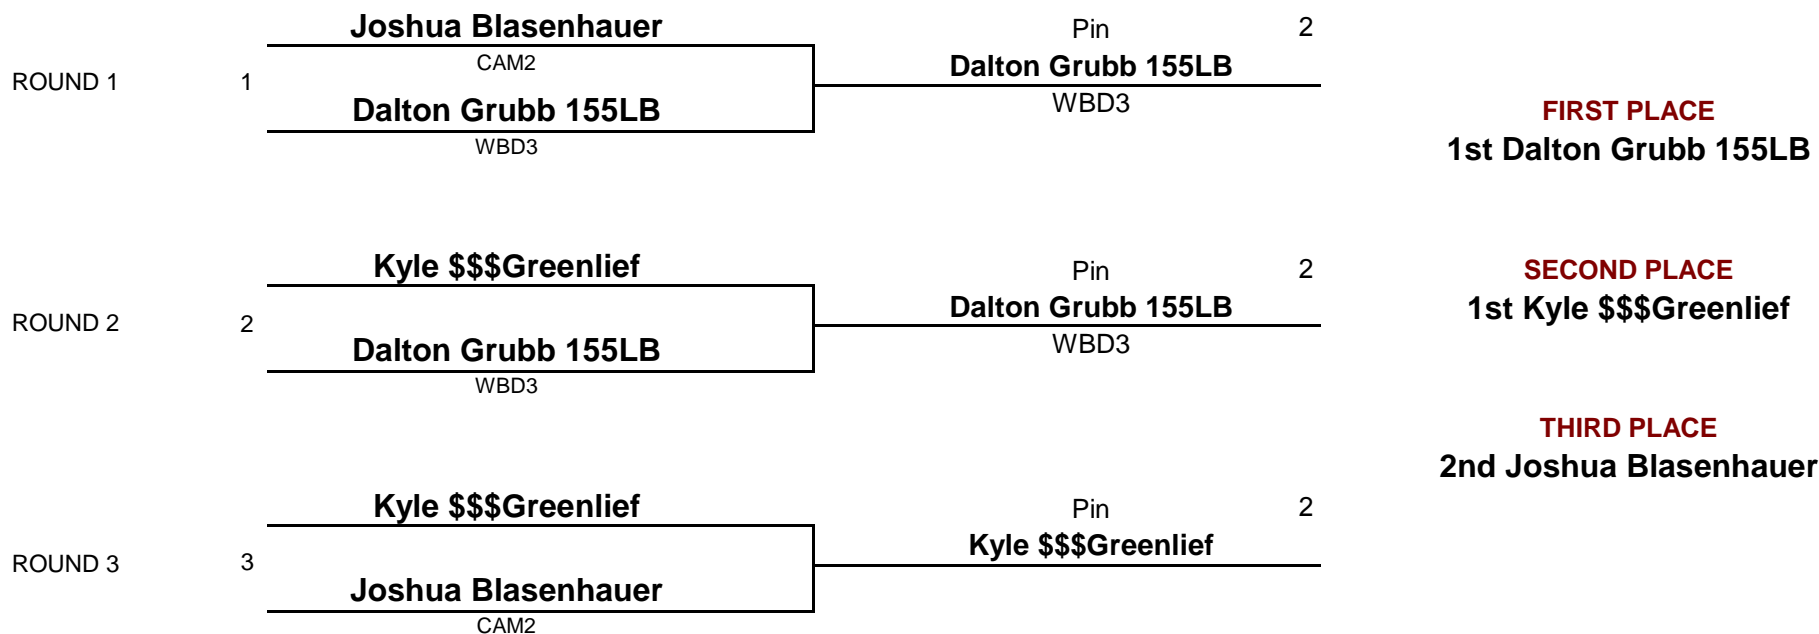 Joshua Blasenhauer
Pin 2
CAM2
Dalton Grubb 155LB
ROUND 1 1
WBD3
Dalton Grubb 155LB
WBD3
FIRST PLACE
1st Dalton Grubb 155LB
Kyle $$$Greenlief
Pin 2
SECOND PLACE
Dalton Grubb 155LB
1st Kyle $$$Greenlief
ROUND 2 2
WBD3
Dalton Grubb 155LB
WBD3
THIRD PLACE
2nd Joshua Blasenhauer
Kyle $$$Greenlief
Pin 2
Kyle $$$Greenlief
ROUND 3 3
Joshua Blasenhauer
CAM2